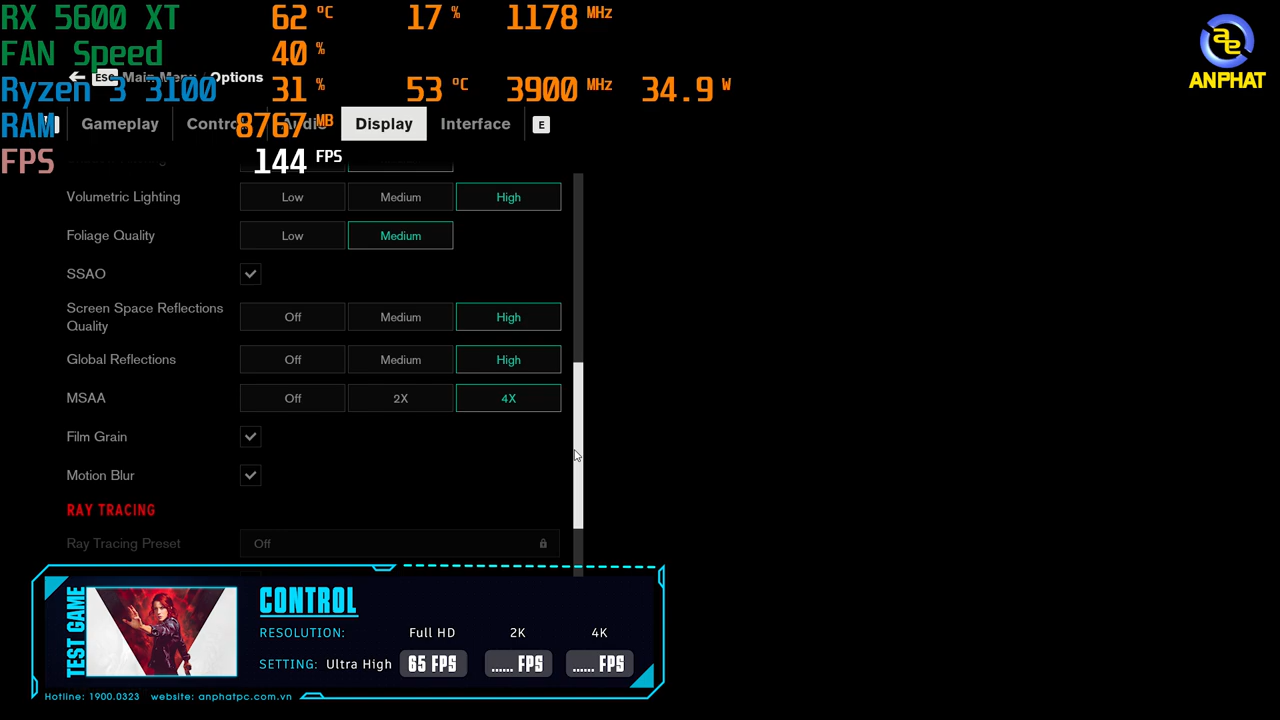 RX 5600 XT 62 °C 17 % 1178 MHz
FAN Speed 40 %
Esc Main Menu Options
Ryzen 3 3100 31 % 53 °C 3900 MHz 34.9 W
RAM 8767 MB
Gameplay Audio Display Interface E
FPS 144 FPS
ANPHAT
Volumetric Lighting Low Medium High
Foliage Quality Low Medium
SSAO
Screen Space Reflections
Quality Off Medium High
Global Reflections Off Medium High
MSAA Off 2X 4X
Film Grain
Motion Blur
RAY TRACING
Ray Tracing Preset Off
TEST GAME
CONTROL
RESOLUTION: Full HD 2K 4K
SETTING: Ultra High 65 FPS ...... FPS ...... FPS
Hotline: 1900.0323 website: anphatpc.com.vn